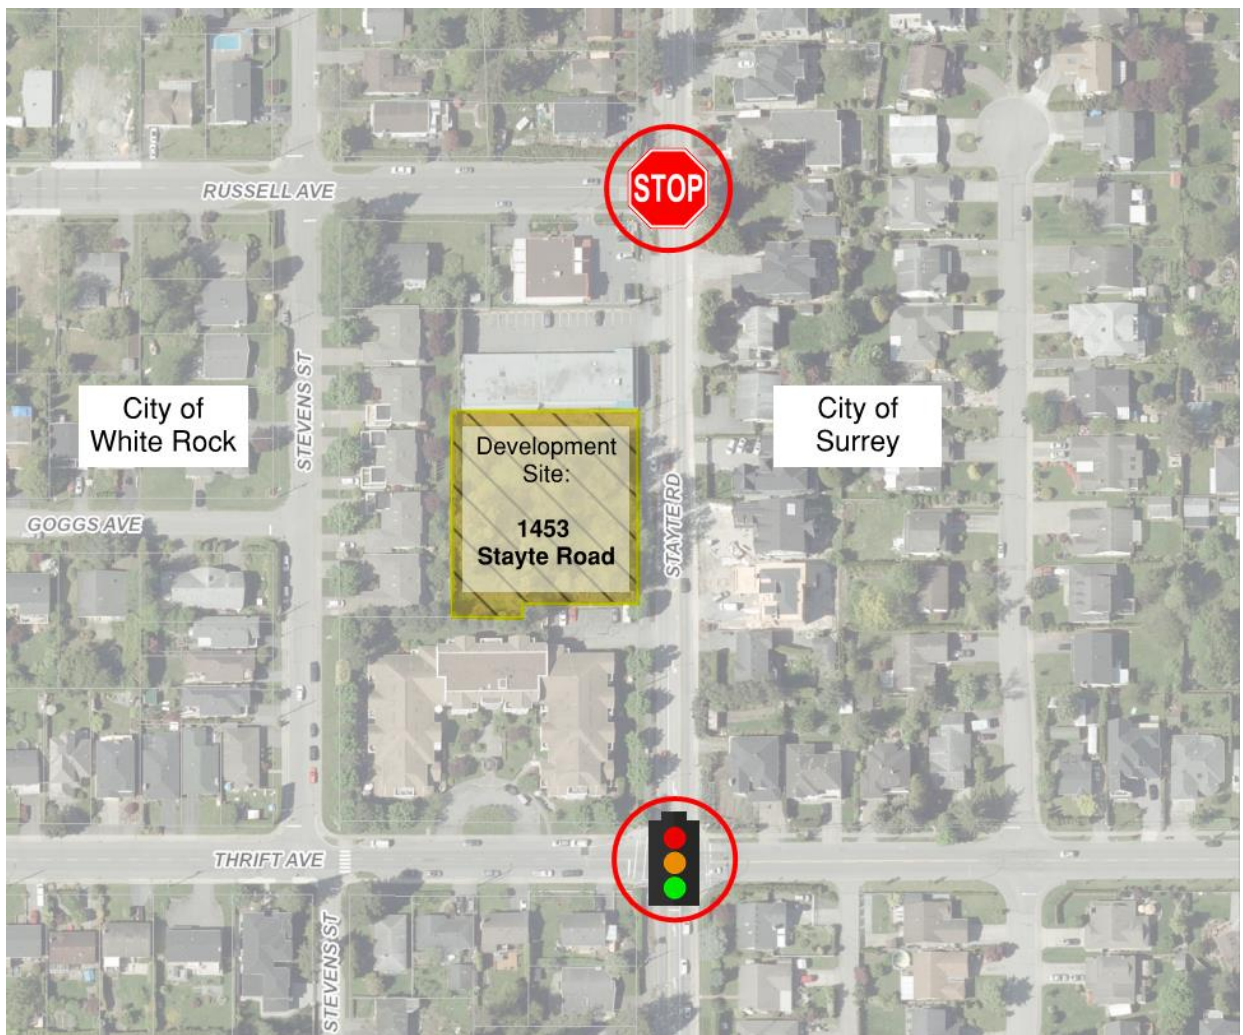 RUSSELL AVE
STOP
STEVENS ST
City of
White Rock
City of
Surrey
Development
Site:
1453
Stayte Road
GOGGS AVE
STAYTE RD
THRIFT AVE
STEVENS ST